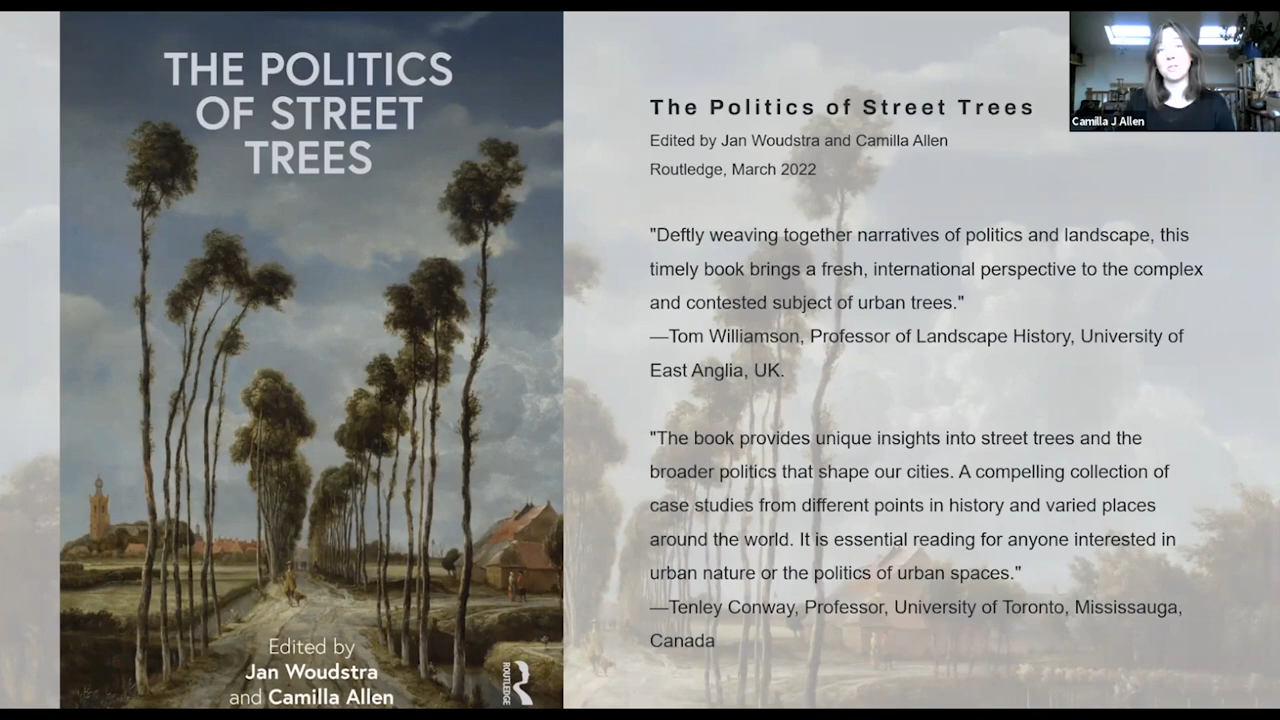 THE POLITICS
OF STREET
TREES
Edited by
Jan Woudstra
and Camilla Allen
ROUTLEDGE
The Politics of Street Trees
Edited by Jan Woudstra and Camilla Allen
Routledge, March 2022
"Deftly weaving together narratives of politics and landscape, this
timely book brings a fresh, international perspective to the complex
and contested subject of urban trees."
—Tom Williamson, Professor of Landscape History, University of
East Anglia, UK.
"The book provides unique insights into street trees and the
broader politics that shape our cities. A compelling collection of
case studies from different points in history and varied places
around the world. It is essential reading for anyone interested in
urban nature or the politics of urban spaces."
—Tenley Conway, Professor, University of Toronto, Mississauga,
Canada
Camilla J Allen